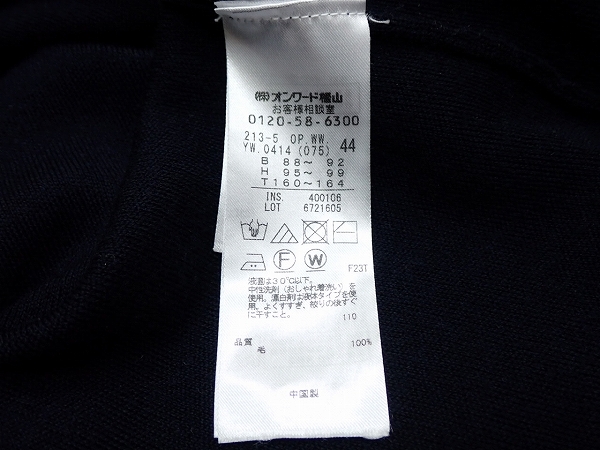 (株)オンワード樫山
お客様相談室
0120-58-6300
213-5 OP.WW.
YW.0414 (075) 44
B 88～ 92
H 95～ 99
T 160～164
INS. 400106
LOT 6721605
F W
F23T
液温は30℃以下。
中性洗剤(おしゃれ着洗い)を
使用。漂白剤は液体タイプを使
用。よくすすぎ、絞りの後すぐ
に干すこと。 110
品質 毛 100%
中国製